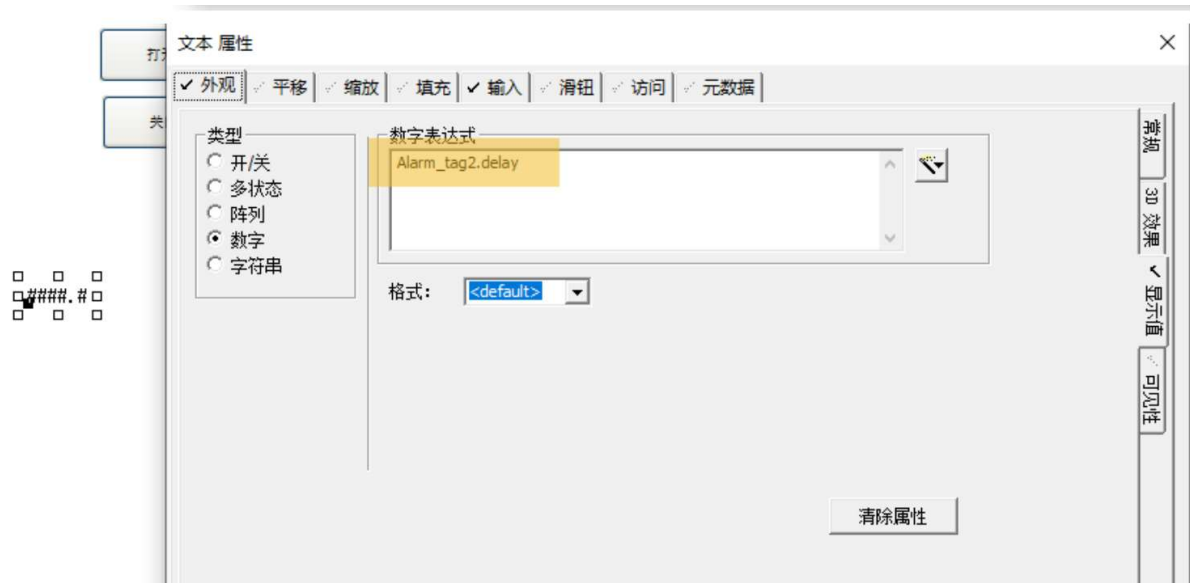 文本 属性
外观 平移 缩放 填充 输入 滑钮 访问 元数据
类型
开/关
多状态
阵列
数字
字符串
数字表达式
Alarm_tag2.delay
格式： <default>
清除属性
常规
3D 效果
显示值
可见性
####.#